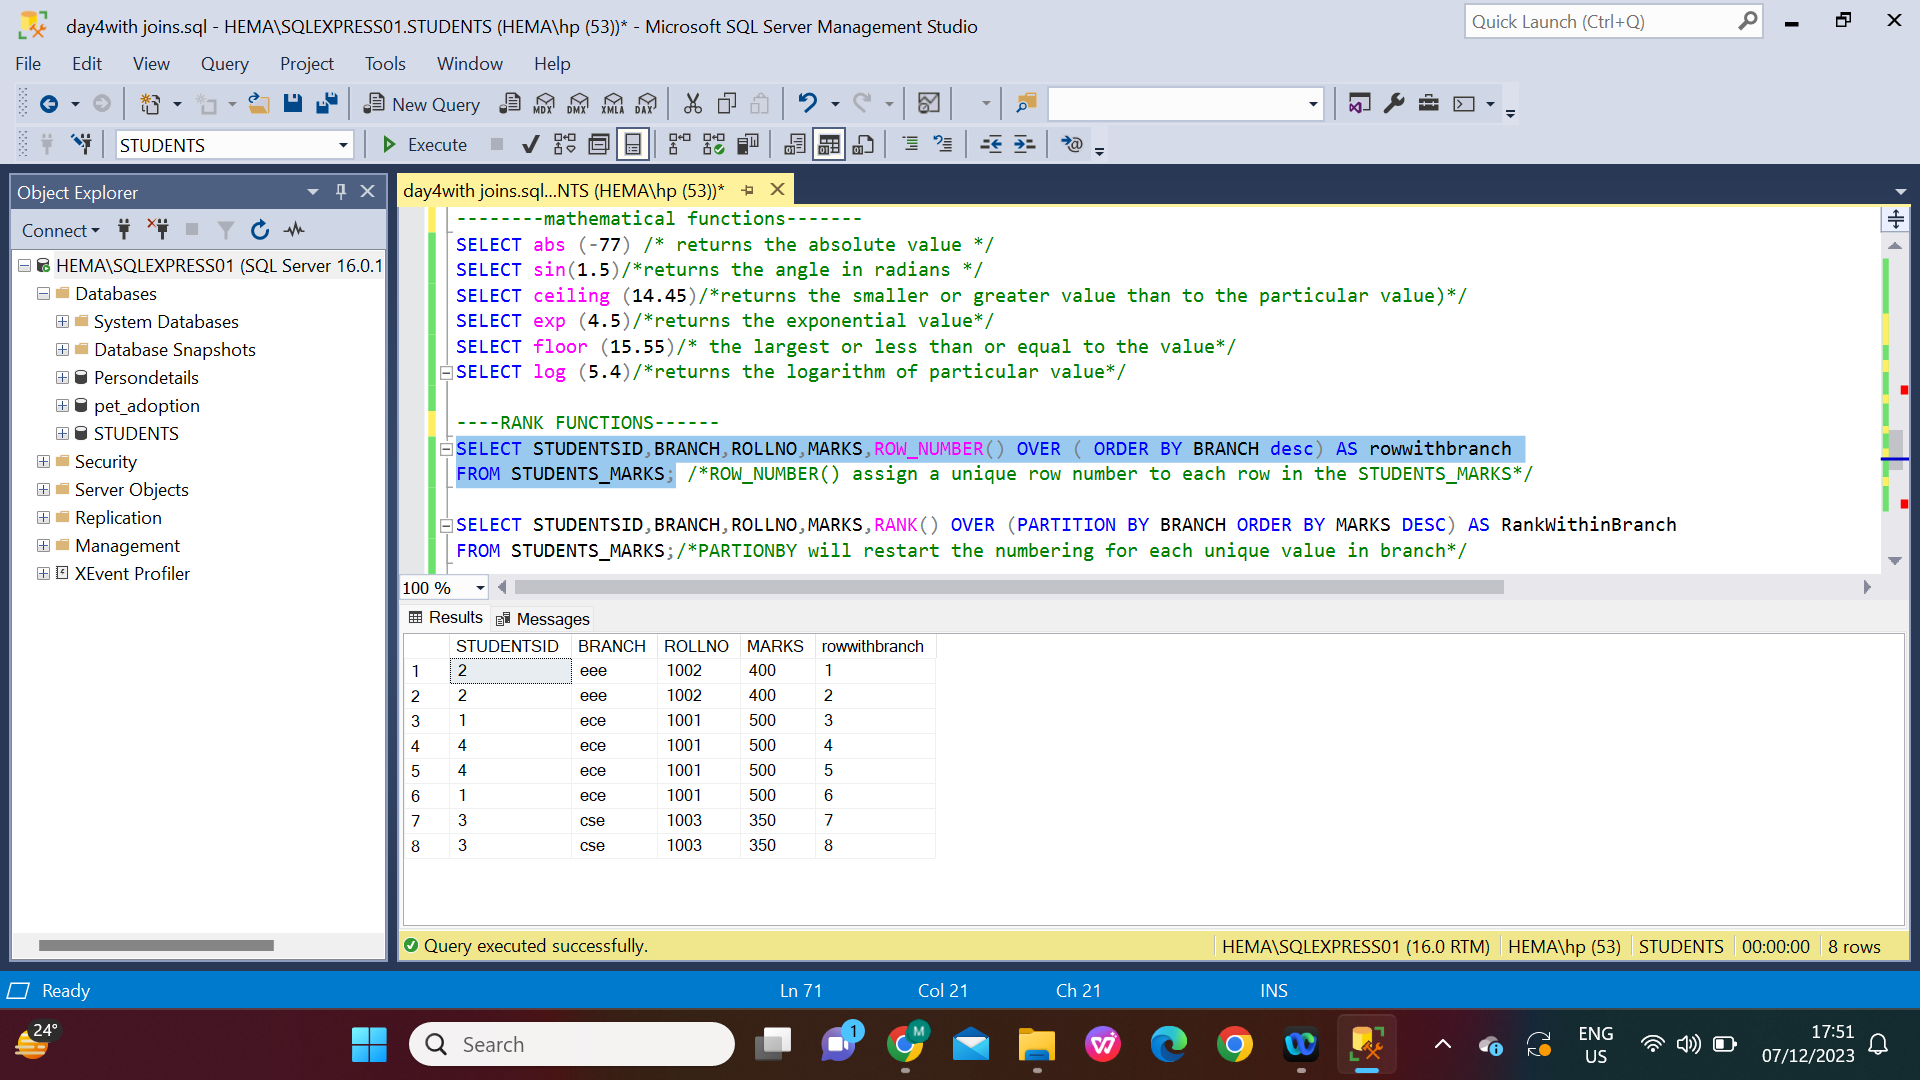 day4with joins.sql - HEMA\SQLEXPRESS01.STUDENTS (HEMA\hp (53))* - Microsoft SQL Server Management Studio
Quick Launch (Ctrl+Q)
File Edit View Query Project Tools Window Help
New Query MDX DMX XMLA DAX
STUDENTS Execute
Object Explorer
Connect
HEMA\SQLEXPRESS01 (SQL Server 16.0.1
Databases
System Databases
Database Snapshots
Persondetails
pet_adoption
STUDENTS
Security
Server Objects
Replication
Management
XEvent Profiler
day4with joins.sql...NTS (HEMA\hp (53))*
--------mathematical functions-------
SELECT abs (-77) /* returns the absolute value */
SELECT sin(1.5)/*returns the angle in radians */
SELECT ceiling (14.45)/*returns the smaller or greater value than to the particular value)*/
SELECT exp (4.5)/*returns the exponential value*/
SELECT floor (15.55)/* the largest or less than or equal to the value*/
SELECT log (5.4)/*returns the logarithm of particular value*/
----RANK FUNCTIONS------
SELECT STUDENTSID,BRANCH,ROLLNO,MARKS,ROW_NUMBER() OVER ( ORDER BY BRANCH desc) AS rowwithbranch
FROM STUDENTS_MARKS; /*ROW_NUMBER() assign a unique row number to each row in the STUDENTS_MARKS*/
SELECT STUDENTSID,BRANCH,ROLLNO,MARKS,RANK() OVER (PARTITION BY BRANCH ORDER BY MARKS DESC) AS RankWithinBranch
FROM STUDENTS_MARKS;/*PARTIONBY will restart the numbering for each unique value in branch*/
100 %
Results Messages
STUDENTSID BRANCH ROLLNO MARKS rowwithbranch
1 2 eee 1002 400 1
2 2 eee 1002 400 2
3 1 ece 1001 500 3
4 4 ece 1001 500 4
5 4 ece 1001 500 5
6 1 ece 1001 500 6
7 3 cse 1003 350 7
8 3 cse 1003 350 8
Query executed successfully. HEMA\SQLEXPRESS01 (16.0 RTM) HEMA\hp (53) STUDENTS 00:00:00 8 rows
Ready Ln 71 Col 21 Ch 21 INS
24° Search 1 M ENG US 17:51 07/12/2023